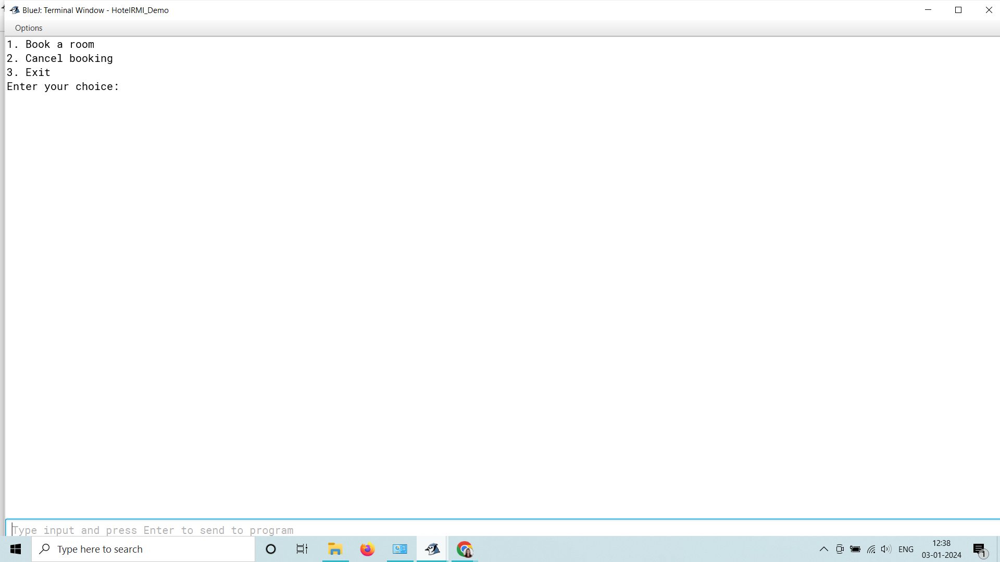 BlueJ: Terminal Window - HotelRMI_Demo
Options
1. Book a room
2. Cancel booking
3. Exit
Enter your choice:
Type input and press Enter to send to program
Type here to search
ENG
12:38
03-01-2024
1